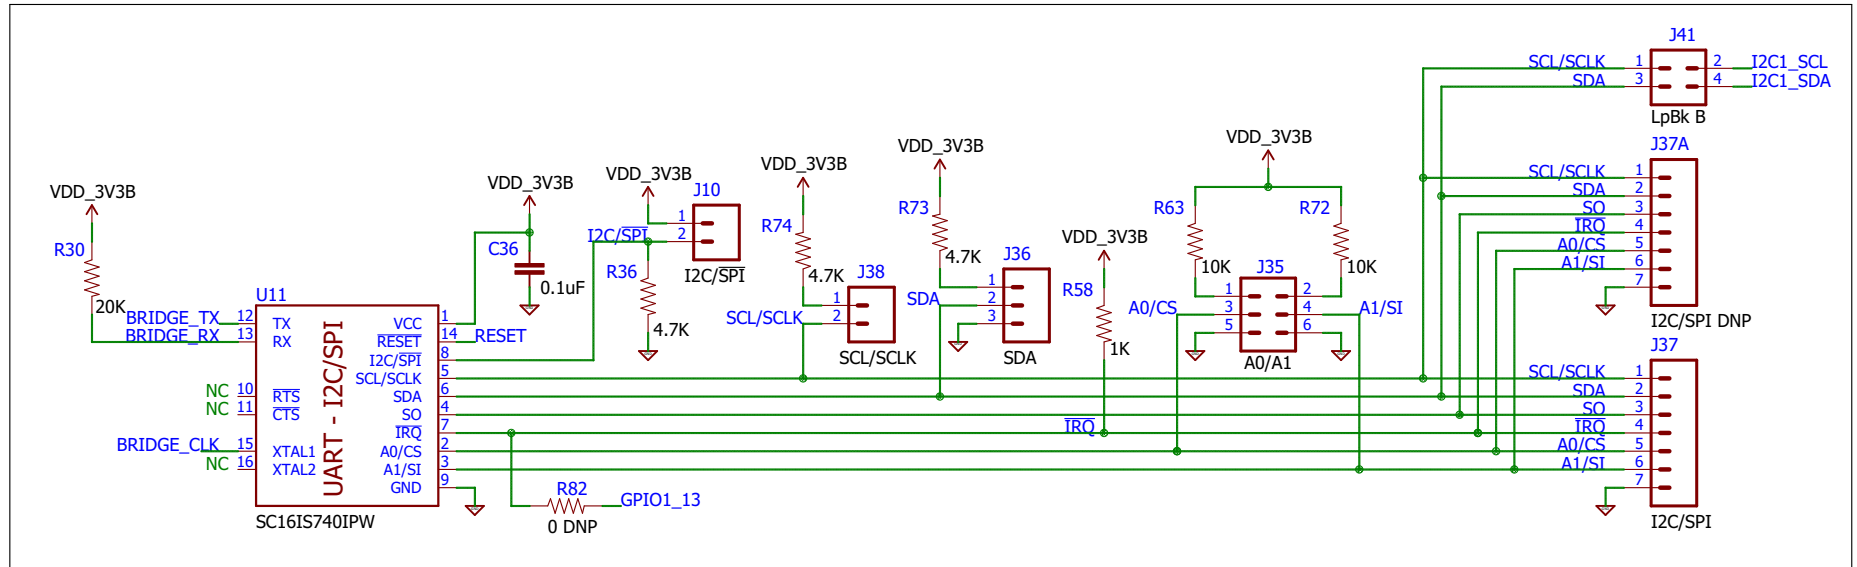 J41
SCL/SCLK 1 2 I2C1_SCL
SDA 3 4 I2C1_SDA
LpBk B
J37A
SCL/SCLK 1
SDA 2
SO 3
IRQ 4
A0/CS 5
A1/SI 6
7
I2C/SPI DNP
J37
SCL/SCLK 1
SDA 2
SO 3
IRQ 4
A0/CS 5
A1/SI 6
7
I2C/SPI
VDD_3V3B
R30
20K
VDD_3V3B
C36
0.1uF
VDD_3V3B
J10
1
I2C/SPI 2
I2C/SPI
R36
4.7K
VDD_3V3B
R74
4.7K
J38
1
SCL/SCLK 2
SCL/SCLK
VDD_3V3B
R73
4.7K
J36
1
SDA 2
3
SDA
VDD_3V3B
R58
1K
IRQ
VDD_3V3B
R63
10K
R72
10K
J35
1 2
A0/CS 3 4 A1/SI
5 6
A0/A1
U11
UART - I2C/SPI
BRIDGE_TX 12 TX
BRIDGE_RX 13 RX
NC 10 RTS
NC 11 CTS
BRIDGE_CLK 15 XTAL1
NC 16 XTAL2
VCC 1
RESET 14 RESET
I2C/SPI 8
SCL/SCLK 5
SDA 6
SO 4
IRQ 7
A0/CS 2
A1/SI 3
GND 9
SC16IS740IPW
R82
0 DNP
GPIO1_13